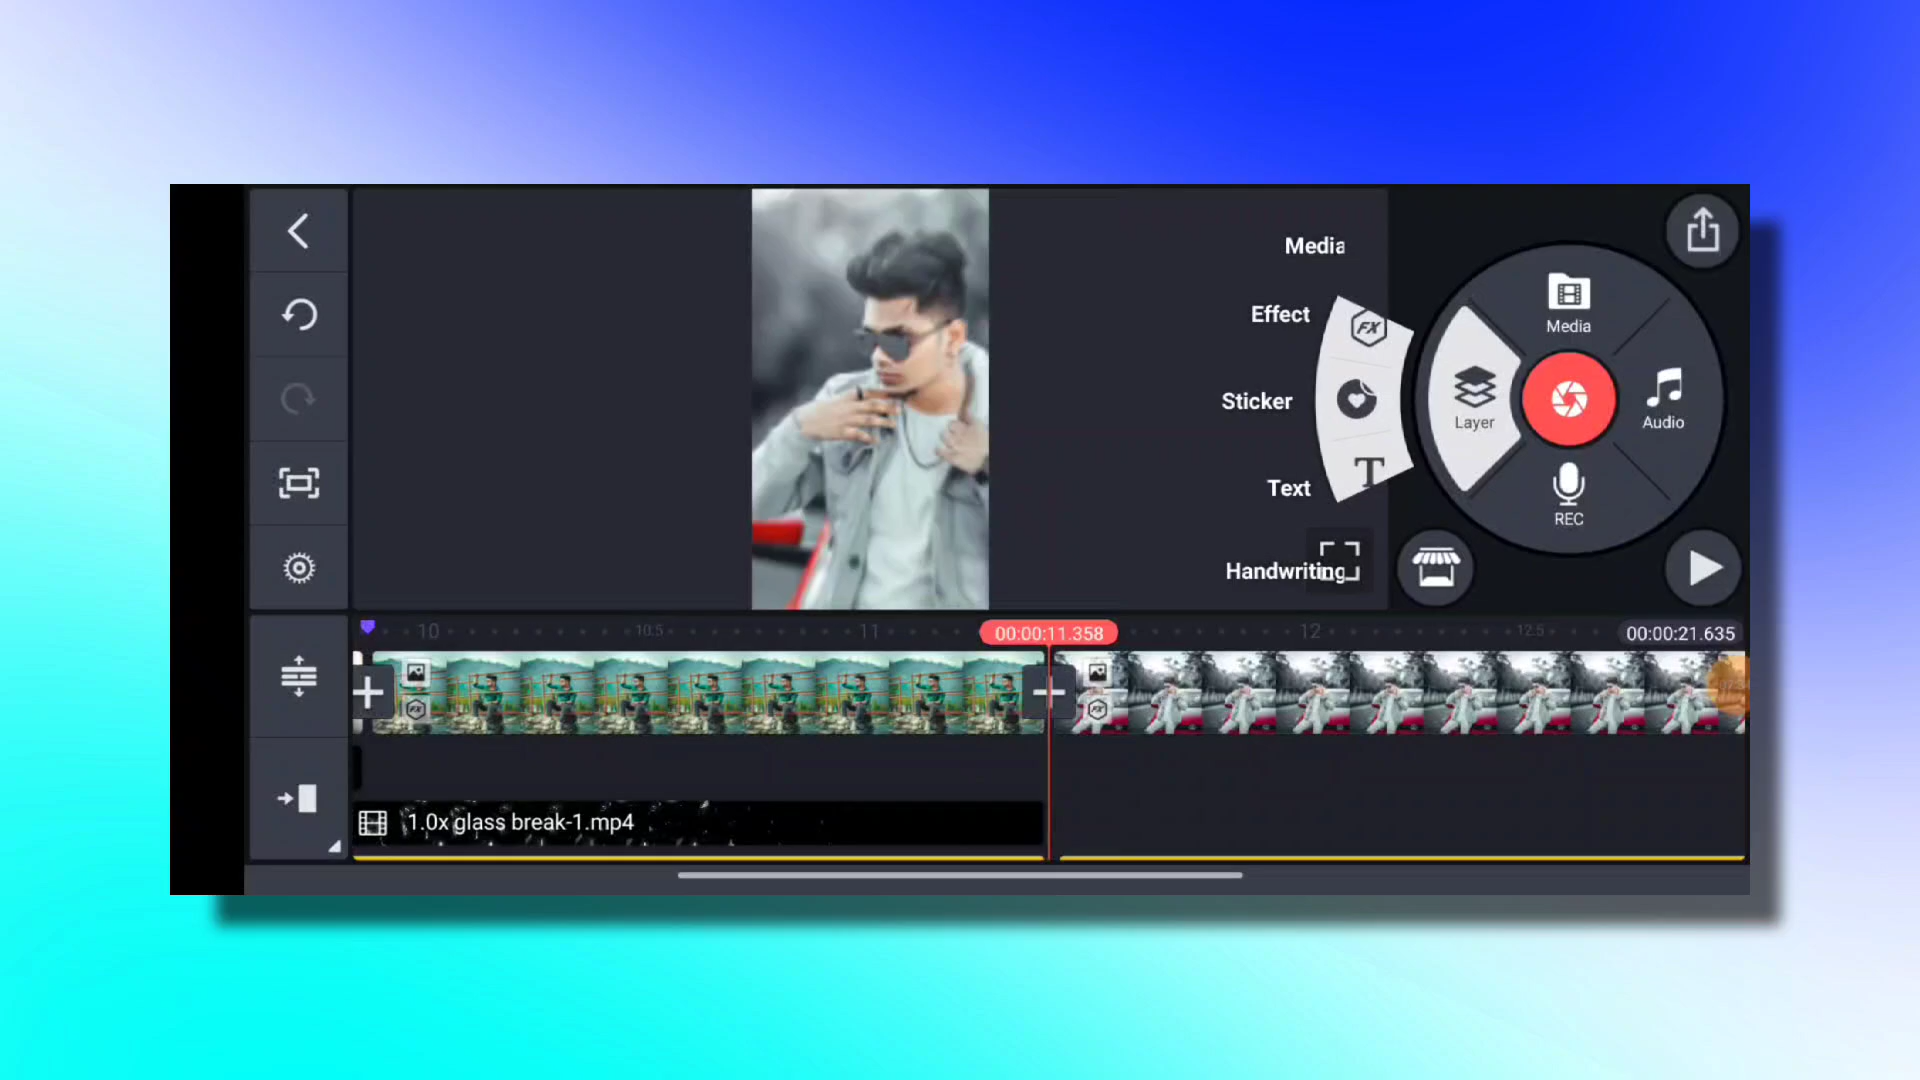 Media
Effect
Sticker
Text
Handwriting
Media
Layer
Audio
REC
10
10.5
11
00:00:11.358
12
12.5
00:00:21.635
1.0x glass break-1.mp4